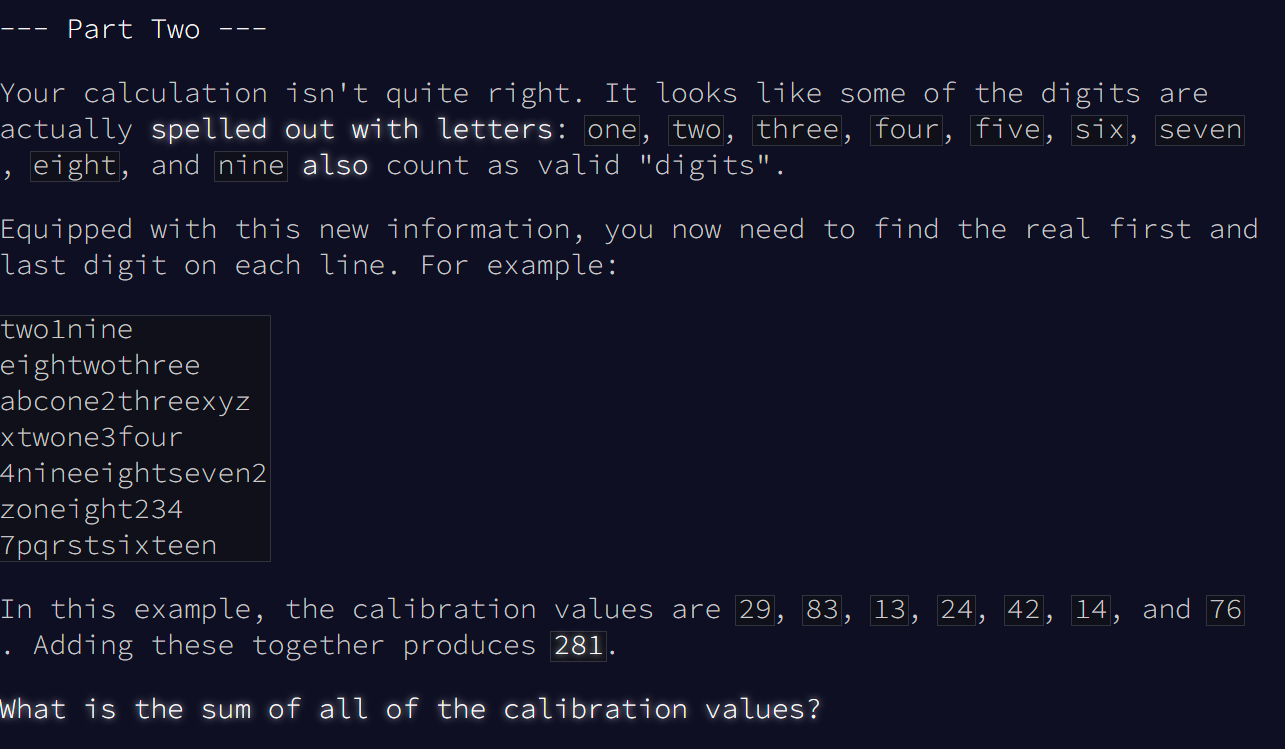 --- Part Two ---
Your calculation isn't quite right. It looks like some of the digits are
actually spelled out with letters: one, two, three, four, five, six, seven
, eight, and nine also count as valid "digits".
Equipped with this new information, you now need to find the real first and
last digit on each line. For example:
two1nine
eightwothree
abcone2threexyz
xtwone3four
4nineeightseven2
zoneight234
7pqrstsixteen
In this example, the calibration values are 29, 83, 13, 24, 42, 14, and 76
. Adding these together produces 281.
What is the sum of all of the calibration values?